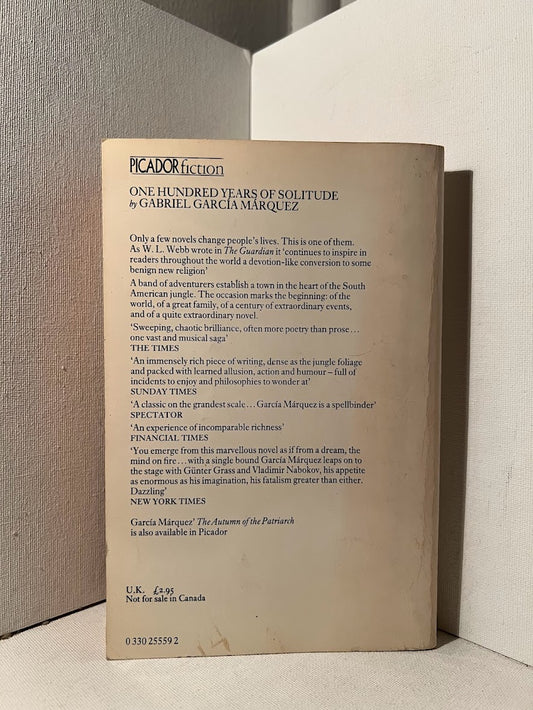 PICADOR fiction
ONE HUNDRED YEARS OF SOLITUDE
by GABRIEL GARCÍA MÁRQUEZ
Only a few novels change people's lives. This is one of them.
As W. L. Webb wrote in The Guardian it 'continues to inspire in
readers throughout the world a devotion-like conversion to some
benign new religion'
A band of adventurers establish a town in the heart of the South
American jungle. The occasion marks the beginning: of the
world, of a great family, of a century of extraordinary events,
and of a quite extraordinary novel.
'Sweeping, chaotic brilliance, often more poetry than prose...
one vast and musical saga'
THE TIMES
'An immensely rich piece of writing, dense as the jungle foliage
and packed with learned allusion, action and humour – full of
incidents to enjoy and philosophies to wonder at'
SUNDAY TIMES
'A classic on the grandest scale... García Márquez is a spellbinder'
SPECTATOR
'An experience of incomparable richness'
FINANCIAL TIMES
'You emerge from this marvellous novel as if from a dream, the
mind on fire... with a single bound García Márquez leaps on to
the stage with Günter Grass and Vladimir Nabokov, his appetite
as enormous as his imagination, his fatalism greater than either.
Dazzling'
NEW YORK TIMES
García Márquez' The Autumn of the Patriarch
is also available in Picador
U.K. £2.95
Not for sale in Canada
0 330 25559 2